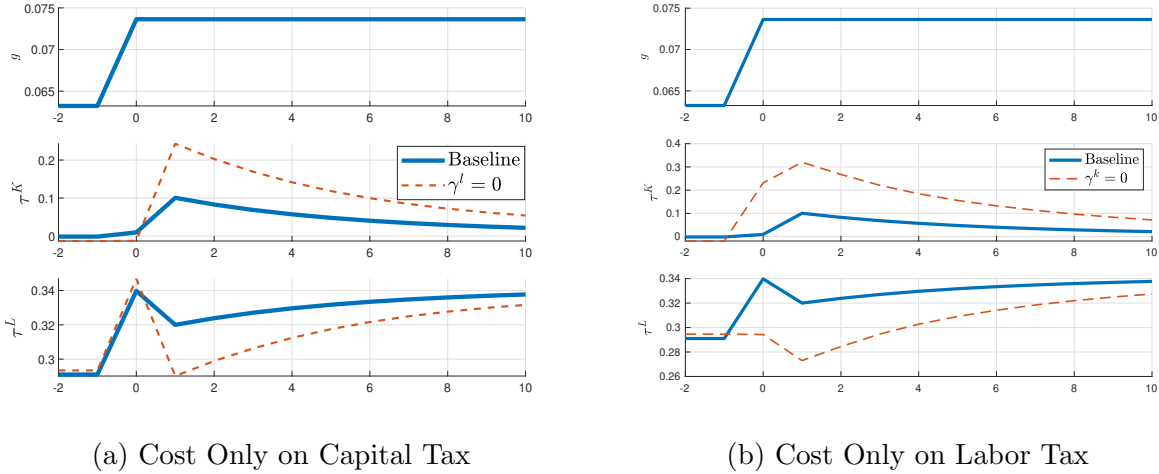 0.075
0.07
0.065
g
-2 0 2 4 6 8 10
0.2
0.1
0
τ^K
Baseline
γ^l = 0
-2 0 2 4 6 8 10
0.34
0.32
0.3
τ^L
-2 0 2 4 6 8 10
(a) Cost Only on Capital Tax
0.075
0.07
0.065
g
-2 0 2 4 6 8 10
0.4
0.3
0.2
0.1
0
τ^K
Baseline
γ^k = 0
-2 0 2 4 6 8 10
0.34
0.32
0.3
0.28
0.26
τ^L
-2 0 2 4 6 8 10
(b) Cost Only on Labor Tax